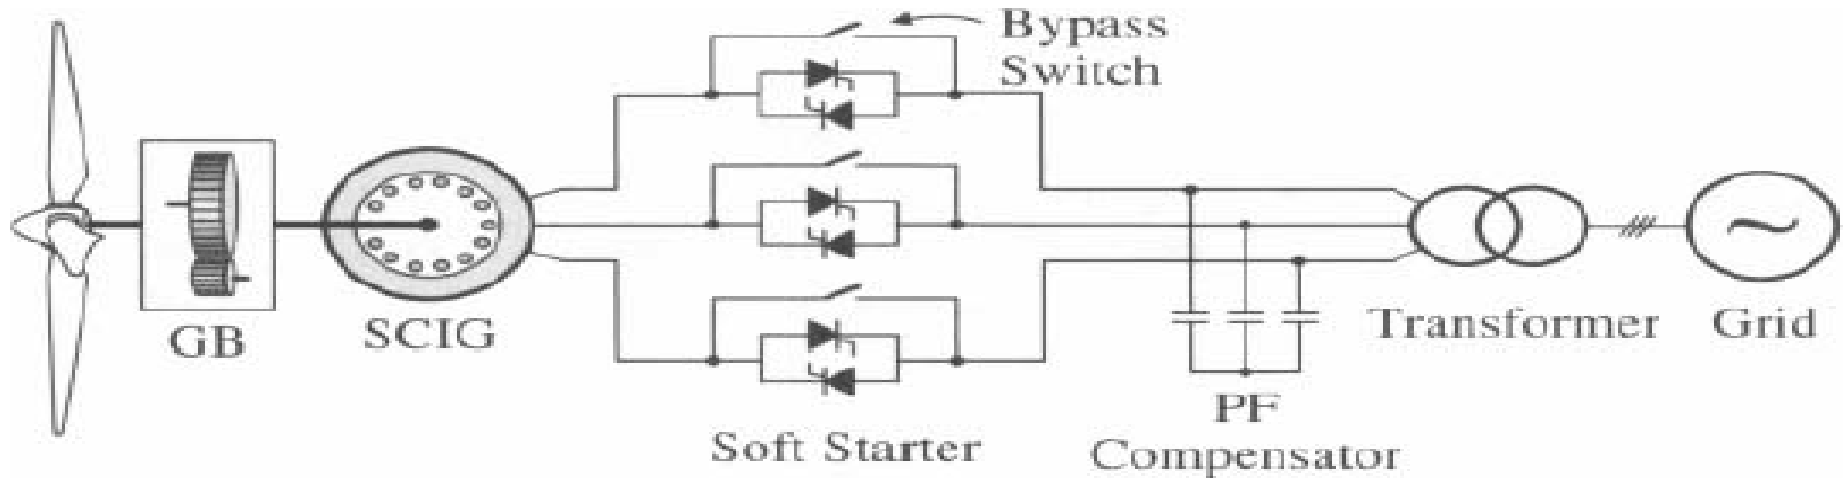 Bypass
Switch
GB
SCIG
Transformer
Grid
PF
Compensator
Soft Starter